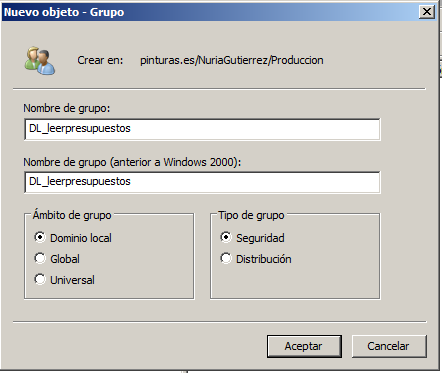 Nuevo objeto - Grupo
Crear en: pinturas.es/NuriaGutierrez/Produccion
Nombre de grupo:
DL_leerpresupuestos
Nombre de grupo (anterior a Windows 2000):
DL_leerpresupuestos
Ámbito de grupo
Dominio local
Global
Universal
Tipo de grupo
Seguridad
Distribución
Aceptar
Cancelar